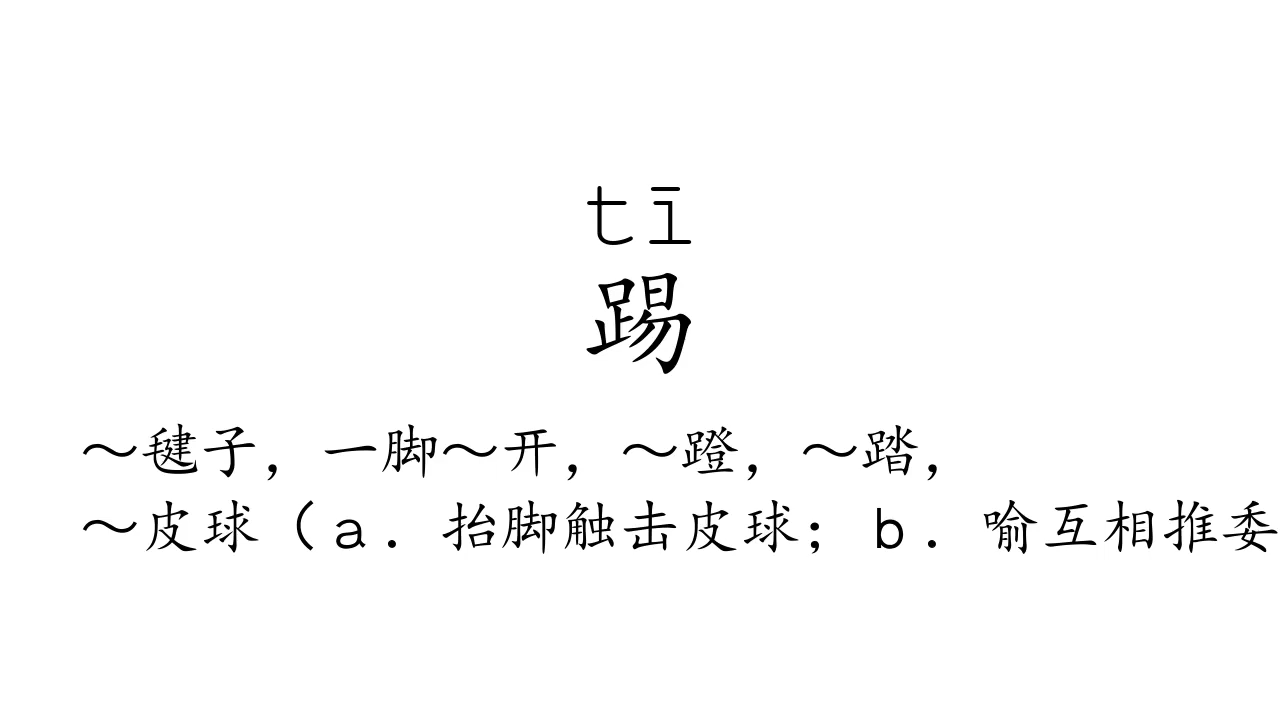 tī
踢
～毽子，一脚～开，～蹬，～踏，
～皮球（ａ．抬脚触击皮球；ｂ．喻互相推委